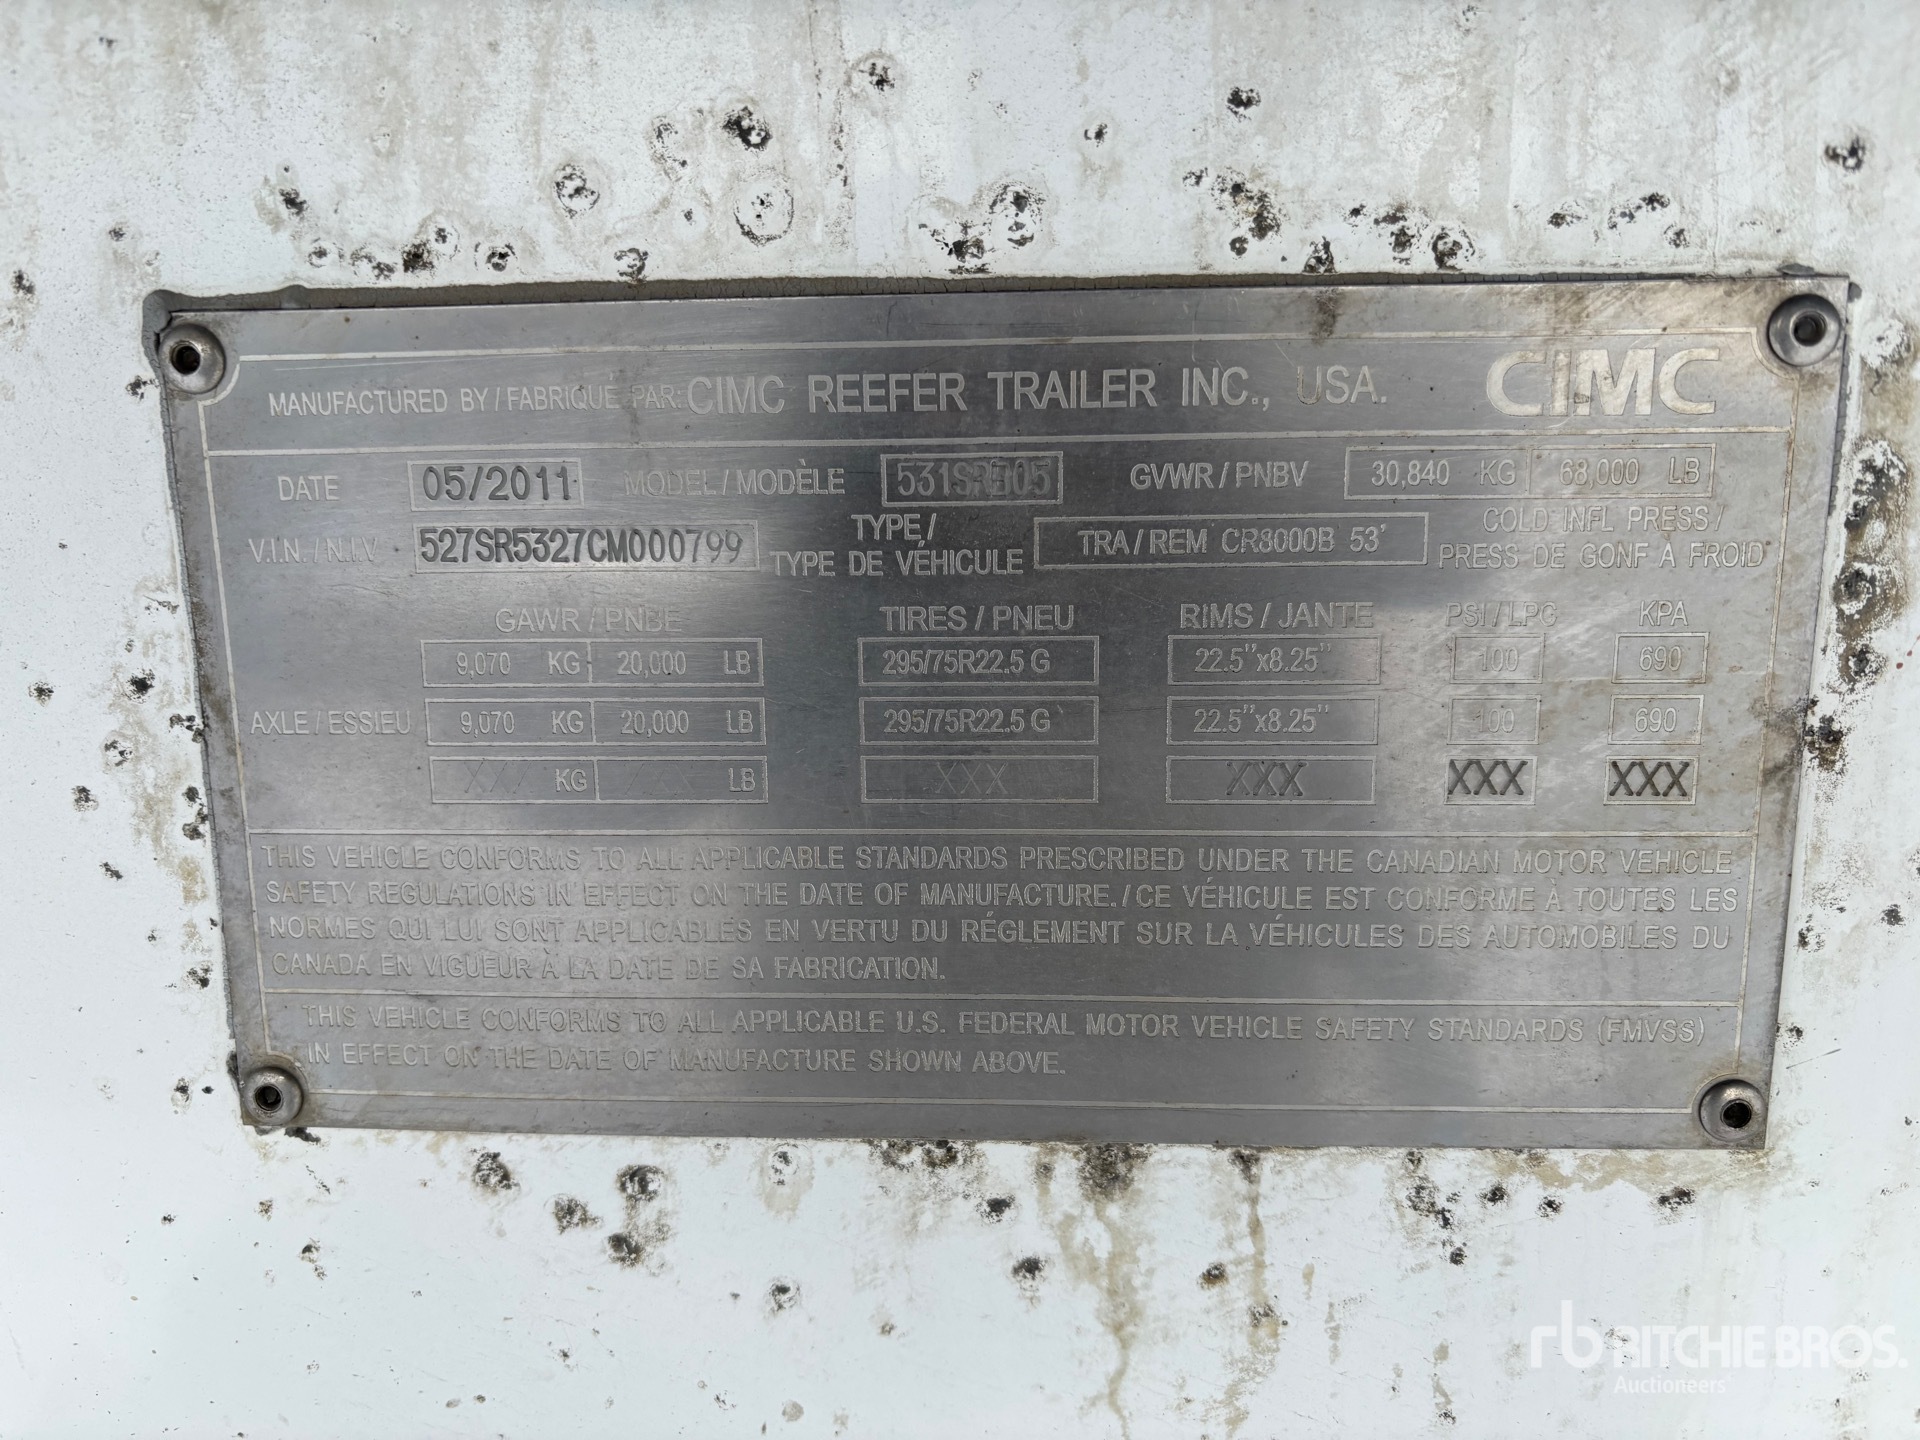 MANUFACTURED BY / FABRIQUÉ PAR: CIMC REEFER TRAILER INC., USA. CIMC
DATE 05/2011 MODEL / MODÈLE GVWR / PNBV 30,840 KG 68,000 LB
V.I.N. / N.I.V 527SR5327CM000799 TYPE / TYPE DE VÉHICULE TRA / REM CR8000B 53' COLD INFL PRESS / PRESS DE GONF À FROID
GAWR / PNBE TIRES / PNEU RIMS / JANTE PSI / LPC KPA
9,070 KG 20,000 LB 295/75R22.5 G 22.5"x8.25" 100 690
AXLE / ESSIEU 9,070 KG 20,000 LB 295/75R22.5 G 22.5"x8.25" 100 690
XXX KG LB XXX XXX XXX XXX
THIS VEHICLE CONFORMS TO ALL APPLICABLE STANDARDS PRESCRIBED UNDER THE CANADIAN MOTOR VEHICLE
SAFETY REGULATIONS IN EFFECT ON THE DATE OF MANUFACTURE. / CE VÉHICULE EST CONFORME À TOUTES LES
NORMES QUI LUI SONT APPLICABLES EN VERTU DU RÉGLEMENT SUR LA VÉHICULES DES AUTOMOBILES DU
CANADA EN VIGUEUR À LA DATE DE SA FABRICATION.
THIS VEHICLE CONFORMS TO ALL APPLICABLE U.S. FEDERAL MOTOR VEHICLE SAFETY STANDARDS (FMVSS)
IN EFFECT ON THE DATE OF MANUFACTURE SHOWN ABOVE.
rb RITCHIE BROS.
Auctioneers